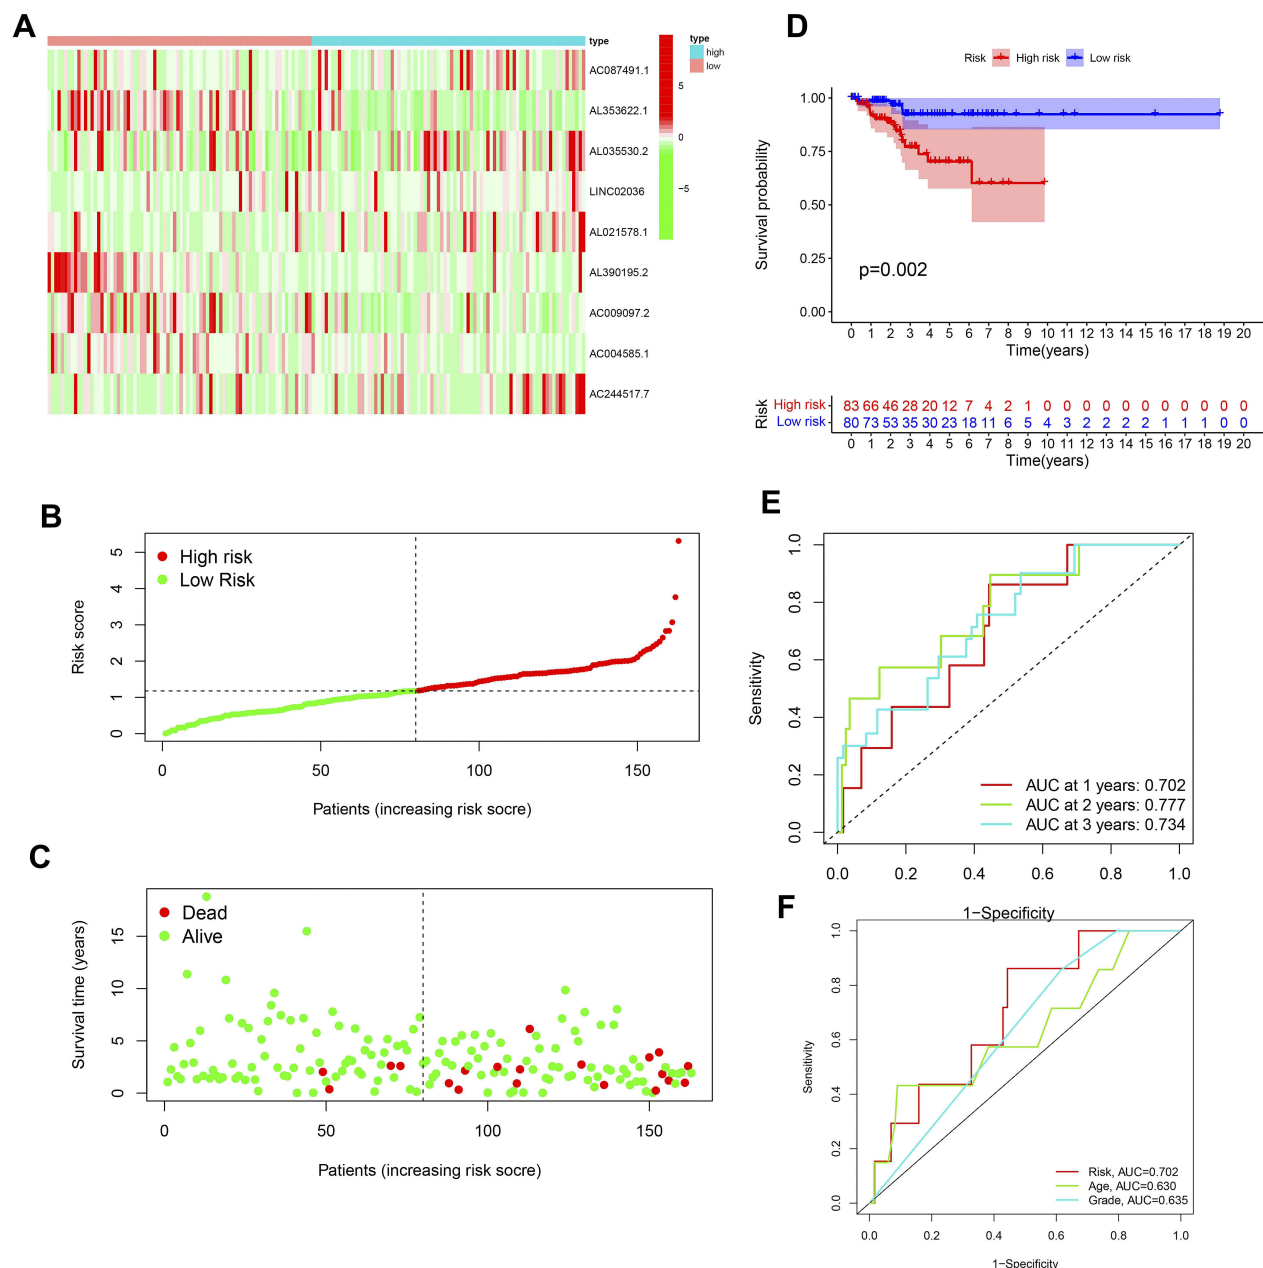 A
type
type
high
low
5
0
−5
AC087491.1
AL353622.1
AL035530.2
LINC02036
AL021578.1
AL390195.2
AC009097.2
AC004585.1
AC244517.7
D
Risk High risk Low risk
Survival probability
1.00
0.75
0.50
0.25
0.00
p=0.002
0 1 2 3 4 5 6 7 8 9 10 11 12 13 14 15 16 17 18 19 20
Time(years)
Risk
High risk 83 66 46 28 20 12 7 4 2 1 0 0 0 0 0 0 0 0 0 0 0
Low risk 80 73 53 35 30 23 18 11 6 5 4 3 2 2 2 2 1 1 1 0 0
0 1 2 3 4 5 6 7 8 9 10 11 12 13 14 15 16 17 18 19 20
Time(years)
B
High risk
Low Risk
Risk score
5
4
3
2
1
0
0 50 100 150
Patients (increasing risk socre)
C
Dead
Alive
Survival time (years)
15
10
5
0
0 50 100 150
Patients (increasing risk socre)
E
Sensitivity
1.0
0.8
0.6
0.4
0.2
0.0
AUC at 1 years: 0.702
AUC at 2 years: 0.777
AUC at 3 years: 0.734
0.0 0.2 0.4 0.6 0.8 1.0
1−Specificity
F
Sensitivity
1.0
0.8
0.6
0.4
0.2
0.0
Risk, AUC=0.702
Age, AUC=0.630
Grade, AUC=0.635
0.0 0.2 0.4 0.6 0.8 1.0
1−Specificity